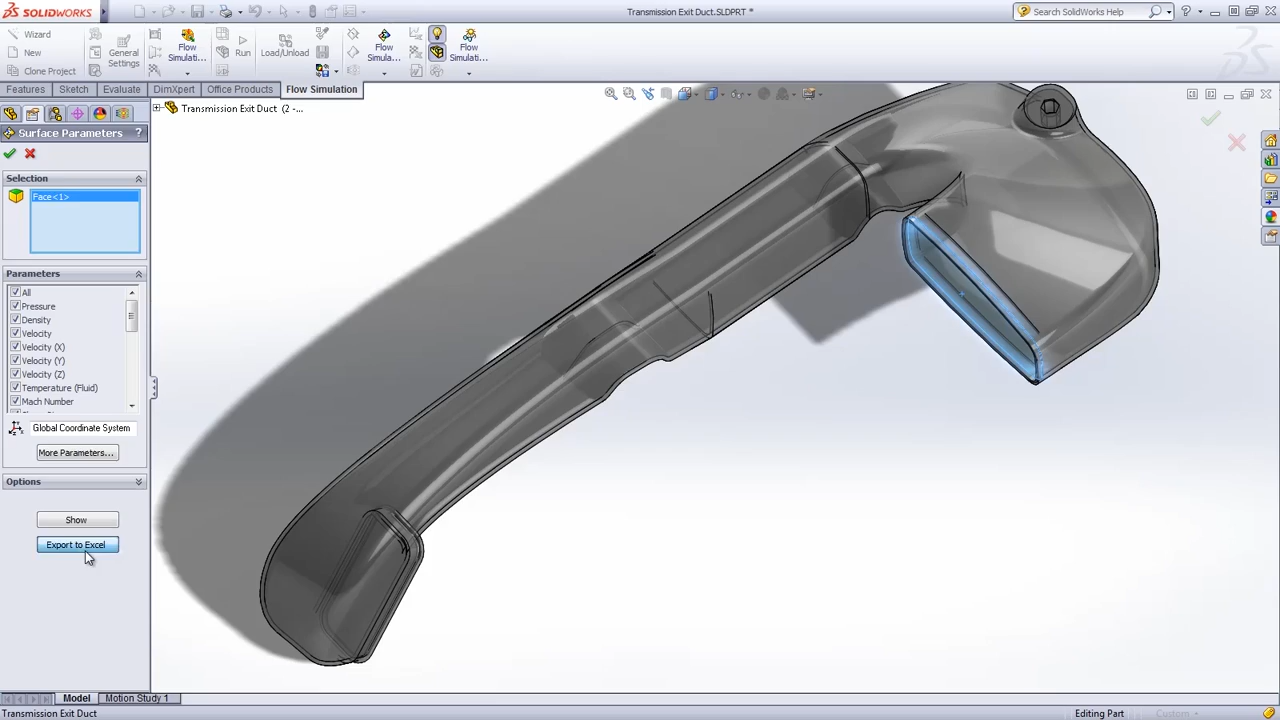 SOLIDWORKS
Transmission Exit Duct.SLDPRT *
Search SolidWorks Help
Wizard
New
Clone Project
General Settings
Flow Simulati...
Run
Load/Unload
Flow Simula...
Flow Simulati...
Features
Sketch
Evaluate
DimXpert
Office Products
Flow Simulation
Transmission Exit Duct (2 -...
Surface Parameters
?
Selection
Face<1>
Parameters
All
Pressure
Density
Velocity
Velocity (X)
Velocity (Y)
Velocity (Z)
Temperature (Fluid)
Mach Number
Global Coordinate System
More Parameters...
Options
Show
Export to Excel
Model
Motion Study 1
Transmission Exit Duct
Editing Part
Custom